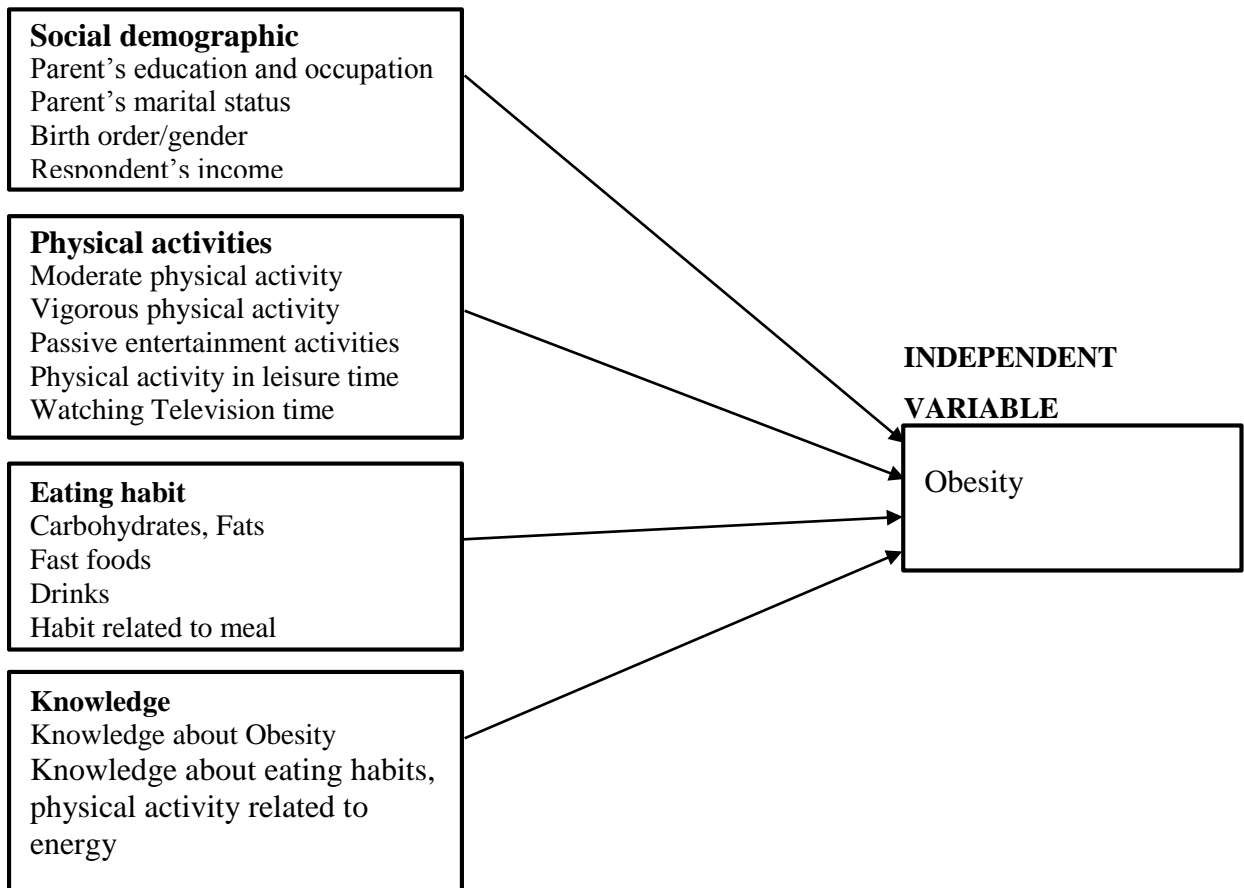 Social demographic
Parent’s education and occupation
Parent’s marital status
Birth order/gender
Respondent’s income
Physical activities
Moderate physical activity
Vigorous physical activity
Passive entertainment activities
Physical activity in leisure time
Watching Television time
Eating habit
Carbohydrates, Fats
Fast foods
Drinks
Habit related to meal
Knowledge
Knowledge about Obesity
Knowledge about eating habits,
physical activity related to
energy
INDEPENDENT
VARIABLE
Obesity